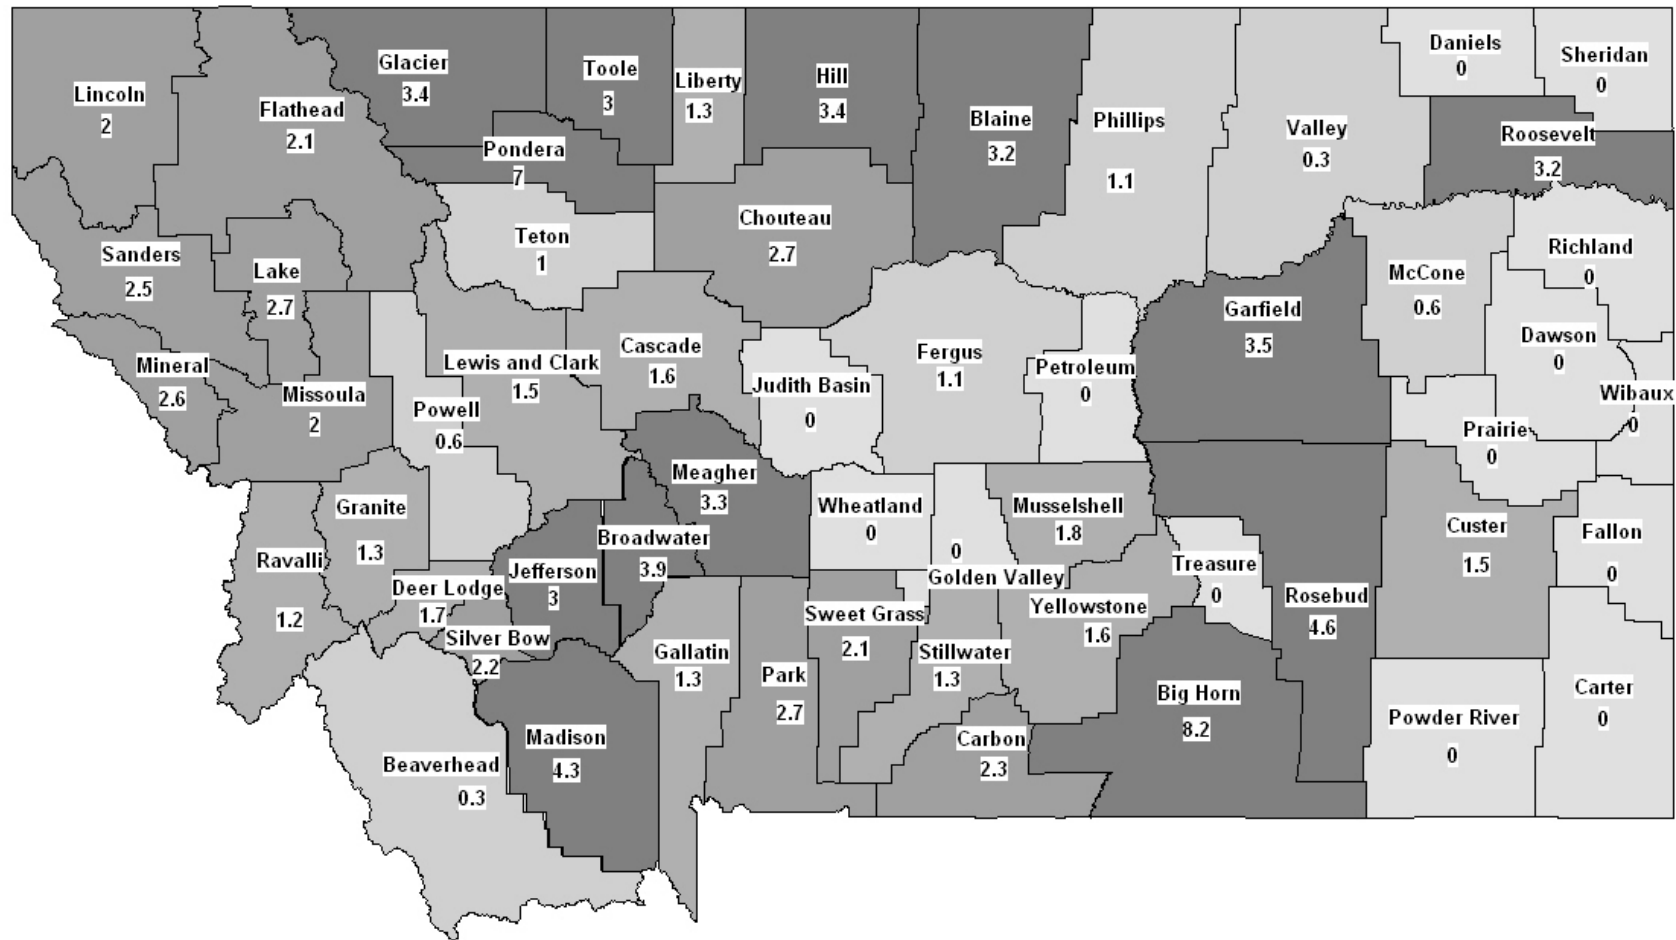 Lincoln
2
Flathead
2.1
Glacier
3.4
Toole
3
Liberty
1.3
Hill
3.4
Blaine
3.2
Phillips
1.1
Valley
0.3
Daniels
0
Sheridan
0
Roosevelt
3.2
Pondera
7
Teton
1
Chouteau
2.7
Sanders
2.5
Lake
2.7
Richland
0
McCone
0.6
Garfield
3.5
Dawson
0
Wibaux
0
Mineral
2.6
Missoula
2
Powell
0.6
Lewis and Clark
1.5
Cascade
1.6
Judith Basin
0
Fergus
1.1
Petroleum
0
Prairie
0
Meagher
3.3
Wheatland
0
Musselshell
1.8
Granite
1.3
Ravalli
1.2
Deer Lodge
1.7
Jefferson
3
Broadwater
3.9
0
Golden Valley
Treasure
0
Custer
1.5
Fallon
0
Silver Bow
2.2
Gallatin
1.3
Park
2.7
Sweet Grass
2.1
Stillwater
1.3
Yellowstone
1.6
Rosebud
4.6
Big Horn
8.2
Powder River
0
Carter
0
Beaverhead
0.3
Madison
4.3
Carbon
2.3